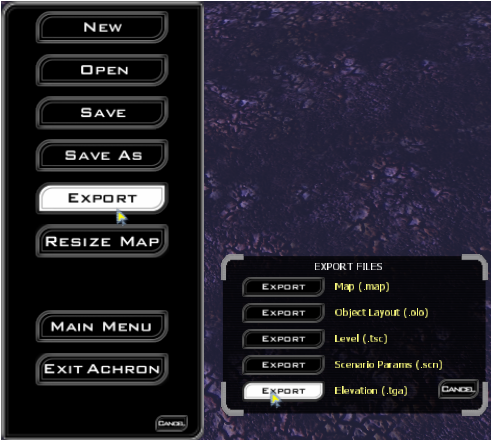 NEW
OPEN
SAVE
SAVE AS
EXPORT
RESIZE MAP
MAIN MENU
EXIT ACHRON
CANCEL
EXPORT FILES
EXPORT Map (.map)
EXPORT Object Layout (.olo)
EXPORT Level (.tsc)
EXPORT Scenario Params (.scn)
EXPORT Elevation (.tga)
CANCEL